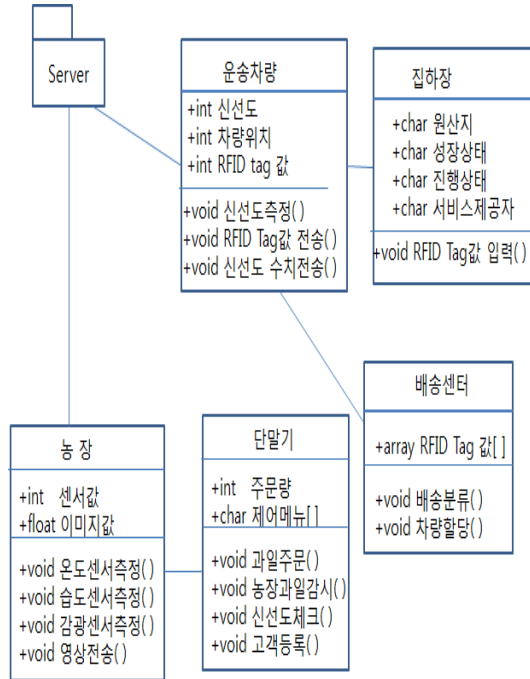 Server
운송차량
+int 신선도
+int 차량위치
+int RFID tag 값
+void 신선도측정( )
+void RFID Tag값 전송( )
+void 신선도 수치전송( )
집하장
+char 원산지
+char 성장상태
+char 진행상태
+char 서비스제공자
+void RFID Tag값 입력( )
배송센터
+array RFID Tag 값[ ]
+void 배송분류( )
+void 차량할당( )
농 장
+int 센서값
+float 이미지값
+void 온도센서측정( )
+void 습도센서측정( )
+void 감광센서측정( )
+void 영상전송( )
단말기
+int 주문량
+char 제어메뉴[ ]
+void 과일주문( )
+void 농장과일감시( )
+void 신선도체크( )
+void 고객등록( )